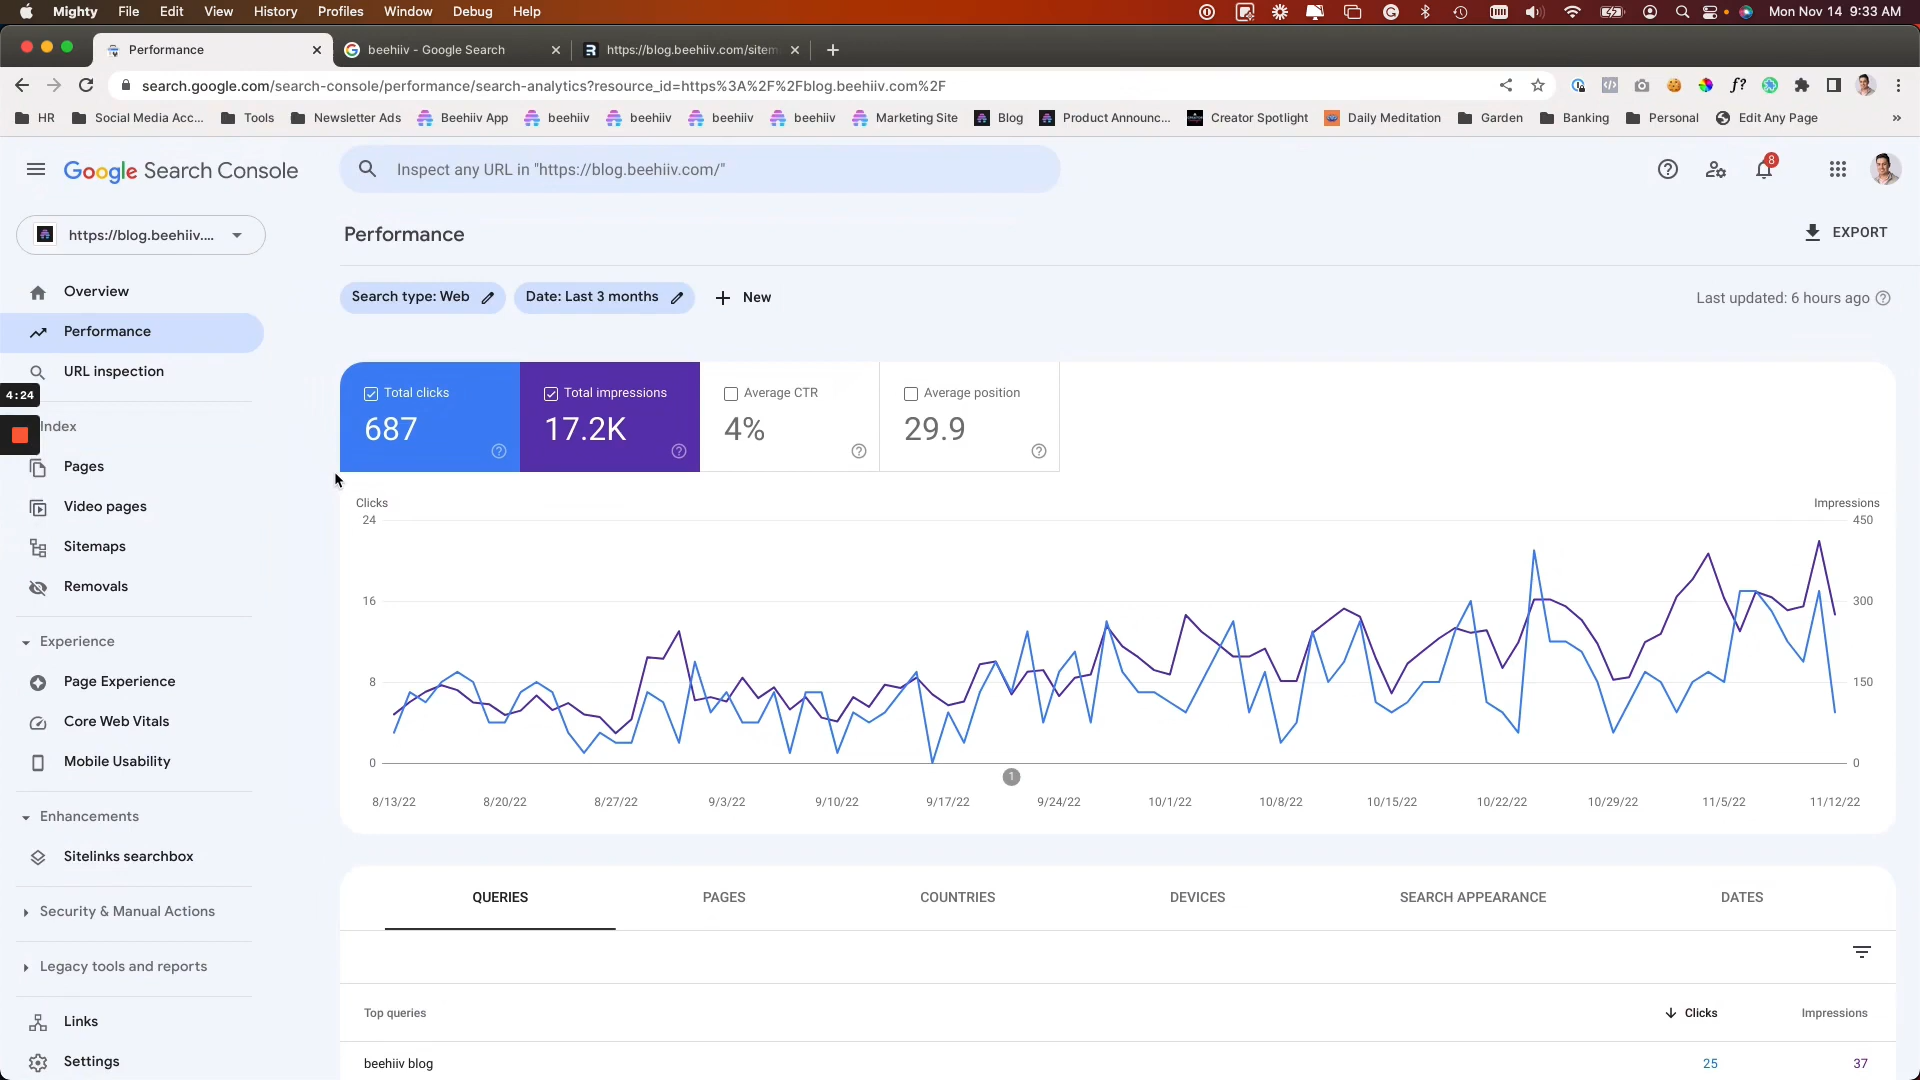 Mighty File Edit View History Profiles Window Debug Help Mon Nov 14 9:33 AM
Performance beehiiv - Google Search https://blog.beehiiv.com/sitem
search.google.com/search-console/performance/search-analytics?resource_id=https%3A%2F%2Fblog.beehiiv.com%2F f?
HR Social Media Acc... Tools Newsletter Ads Beehiiv App beehiiv beehiiv beehiiv beehiiv Marketing Site Blog Product Announc... Creator Spotlight Daily Meditation Garden Banking Personal Edit Any Page »
Google Search Console
Inspect any URL in "https://blog.beehiiv.com/"
8
https://blog.beehiiv....
Performance
EXPORT
Overview
Performance
URL inspection
4:24
Index
Pages
Video pages
Sitemaps
Removals
Experience
Page Experience
Core Web Vitals
Mobile Usability
Enhancements
Sitelinks searchbox
Security & Manual Actions
Legacy tools and reports
Links
Settings
Search type: Web Date: Last 3 months New
Last updated: 6 hours ago
Total clicks
687
Total impressions
17.2K
Average CTR
4%
Average position
29.9
Clicks Impressions
24 450
16 300
8 150
0 0
1
8/13/22 8/20/22 8/27/22 9/3/22 9/10/22 9/17/22 9/24/22 10/1/22 10/8/22 10/15/22 10/22/22 10/29/22 11/5/22 11/12/22
QUERIES PAGES COUNTRIES DEVICES SEARCH APPEARANCE DATES
Top queries Clicks Impressions
beehiiv blog 25 37